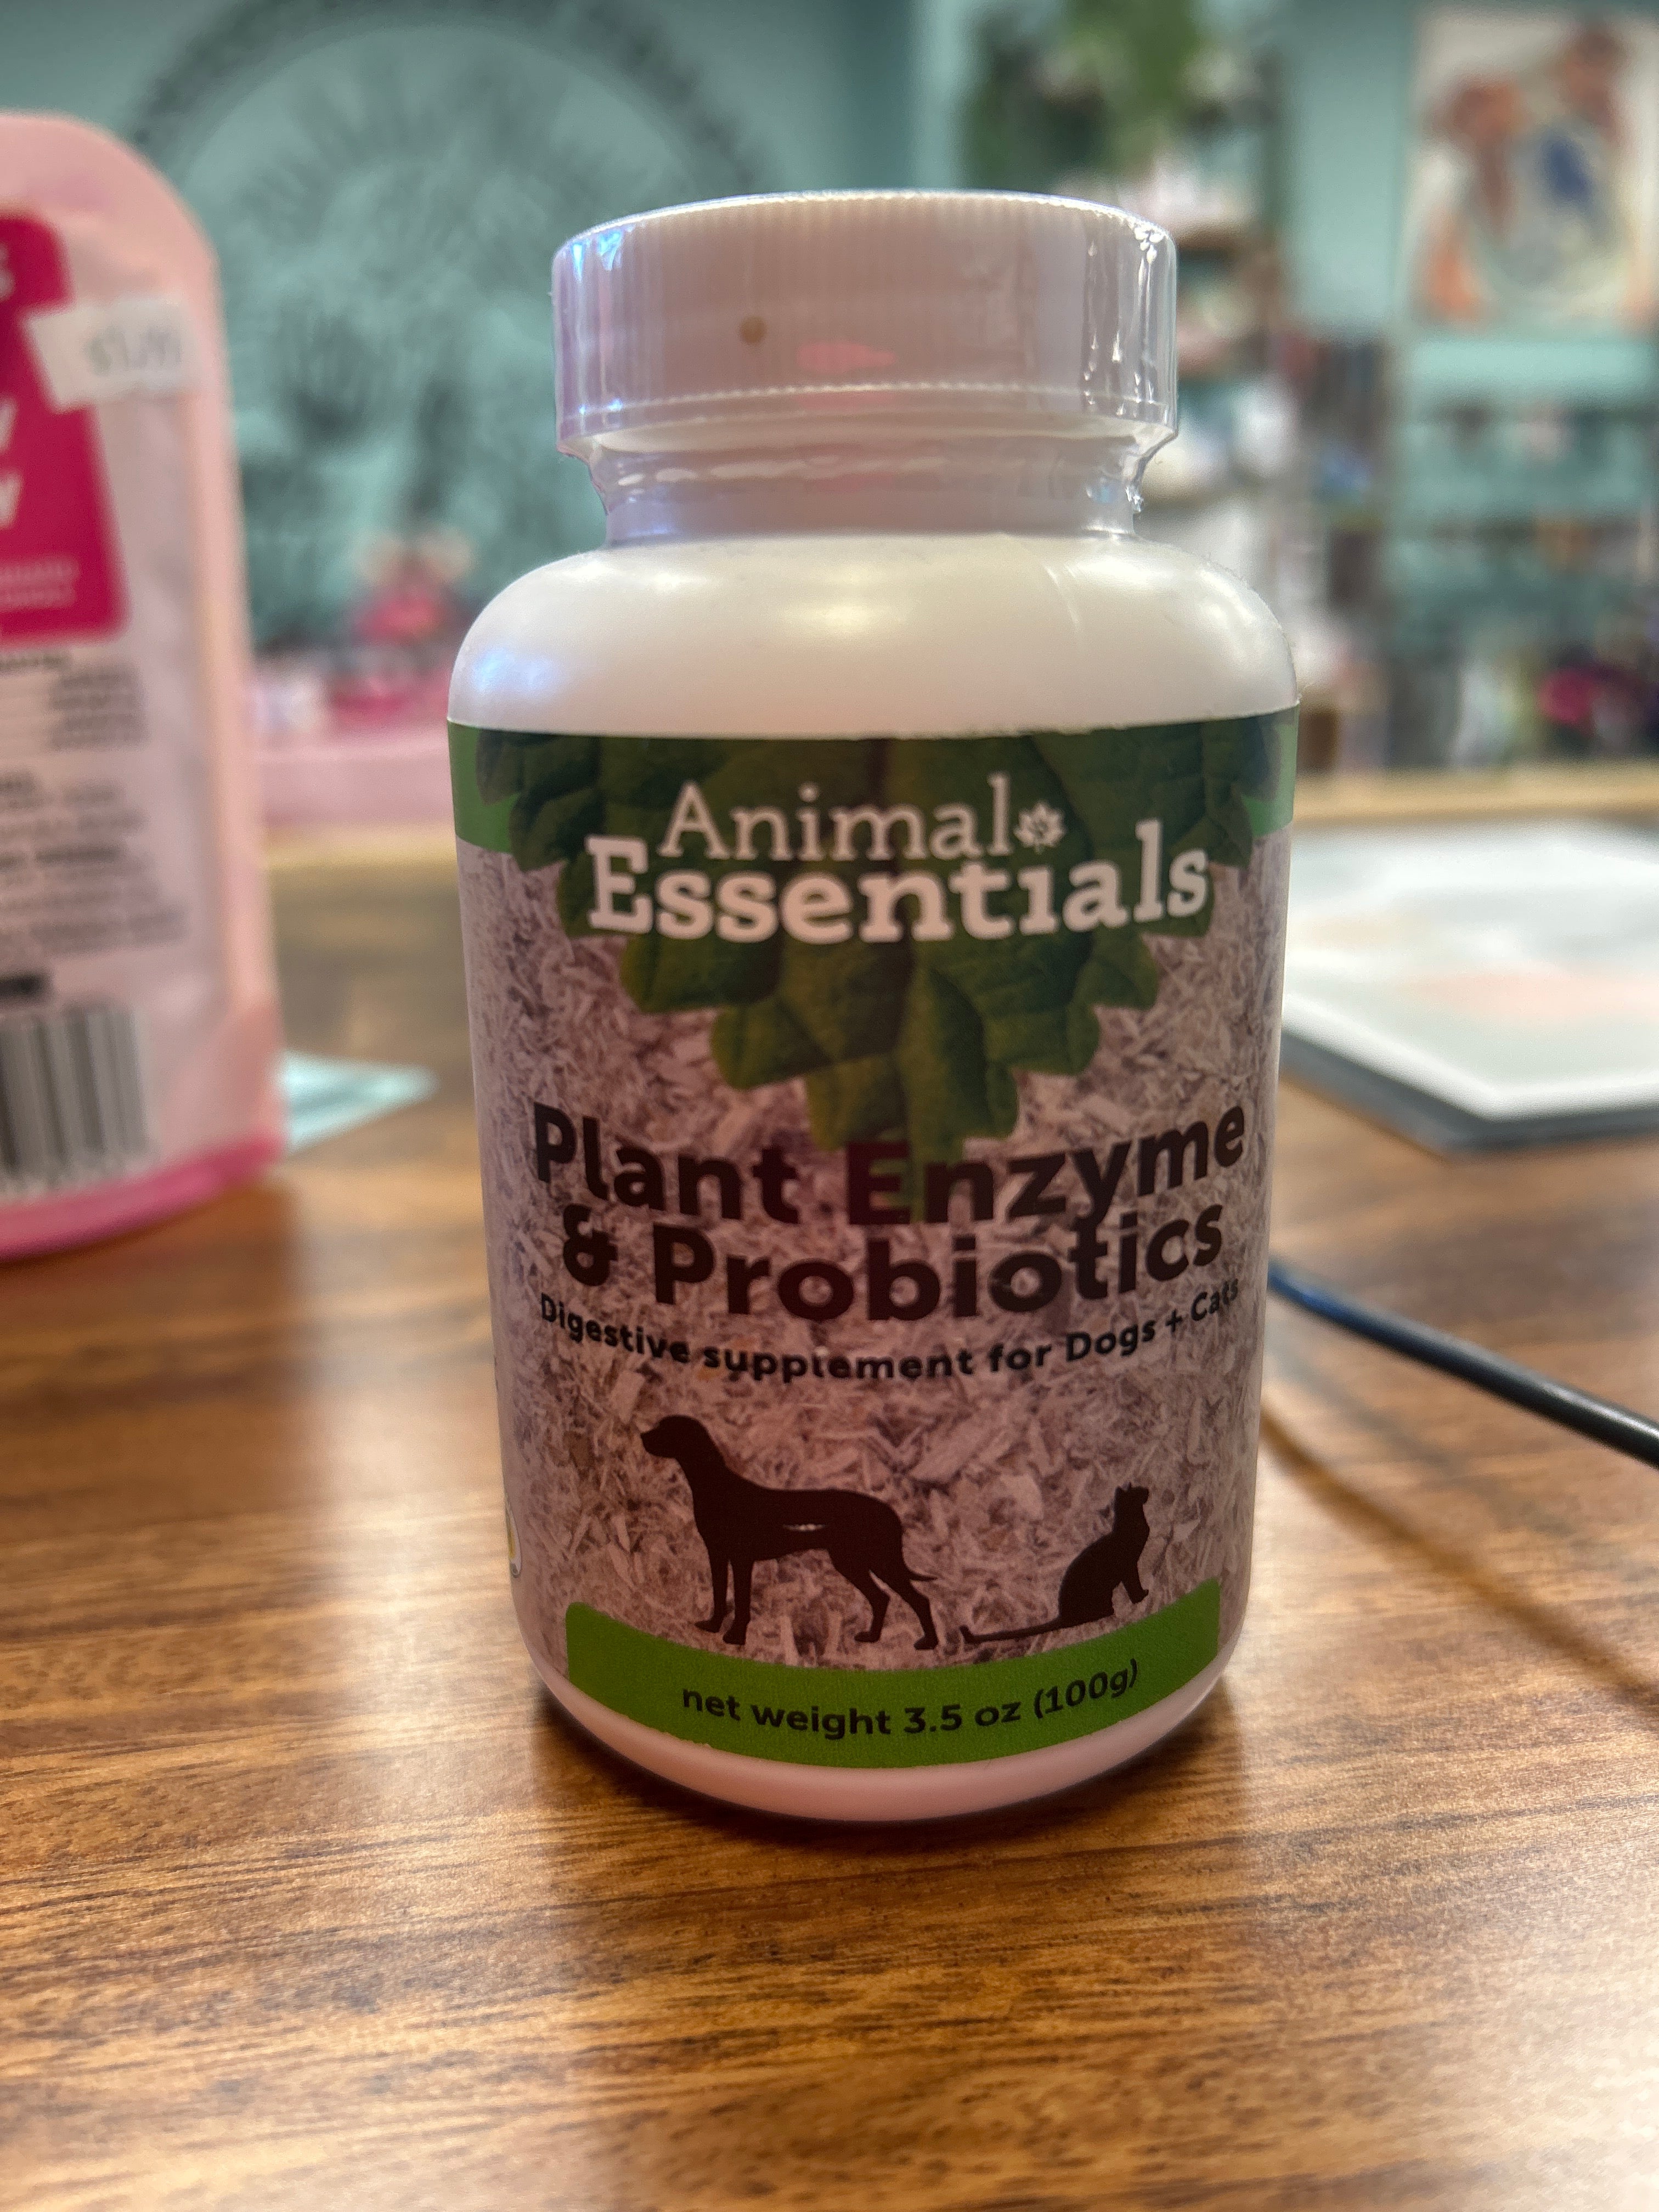 Animal
Essentials
Plant Enzyme
& Probiotics
Digestive supplement for Dogs + Cats
net weight 3.5 oz (100g)